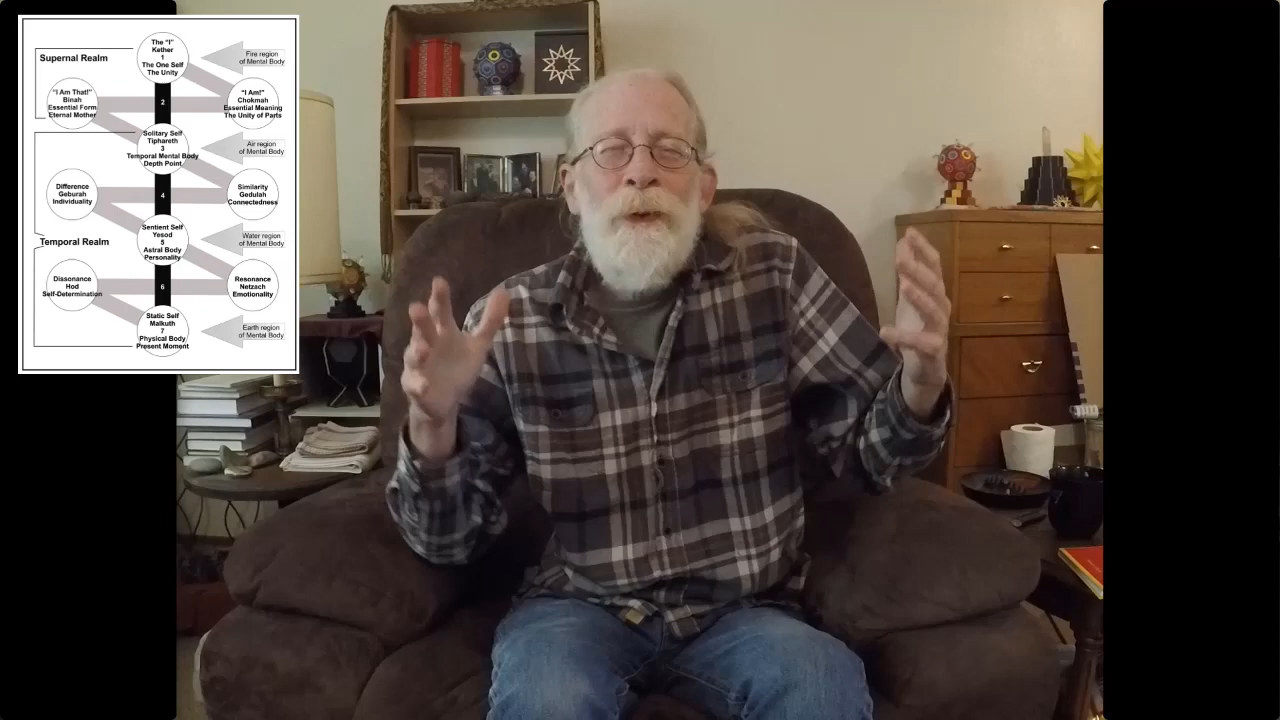 The "I"
Kether
1
The One Self
The Unity
Fire region
of Mental Body
Supernal Realm
"I Am That!"
Binah
Essential Form
Eternal Mother
2
"I Am!"
Chokmah
Essential Meaning
The Unity of Parts
Solitary Self
Tiphareth
3
Temporal Mental Body
Depth Point
Air region
of Mental Body
Difference
Geburah
Individuality
4
Similarity
Gedulah
Connectedness
Sentient Self
Yesod
5
Astral Body
Personality
Water region
of Mental Body
Temporal Realm
Dissonance
Hod
Self-Determination
6
Resonance
Netzach
Emotionality
Static Self
Malkuth
7
Physical Body
Present Moment
Earth region
of Mental Body